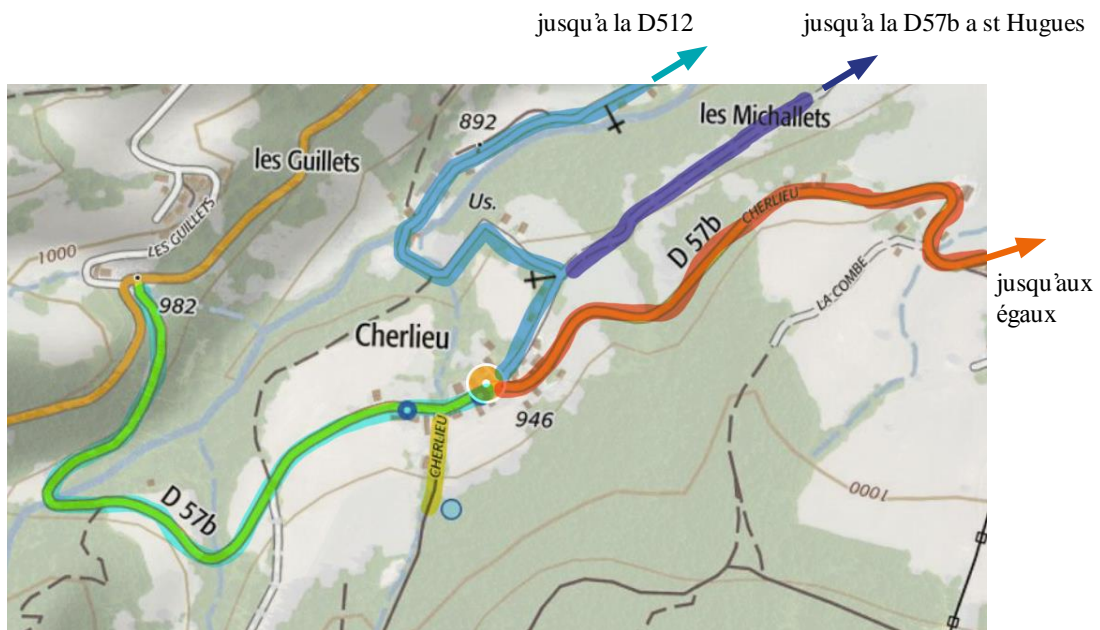 jusqu'a la D512
jusqu'a la D57b a st Hugues
892
les Michallets
les Guillets
Us.
CHERLIEU
LES GUILLETS
1000
D 57b
LA COMBE
jusqu'aux
égaux
982
Cherlieu
946
CHERLIEU
1000
D 57b